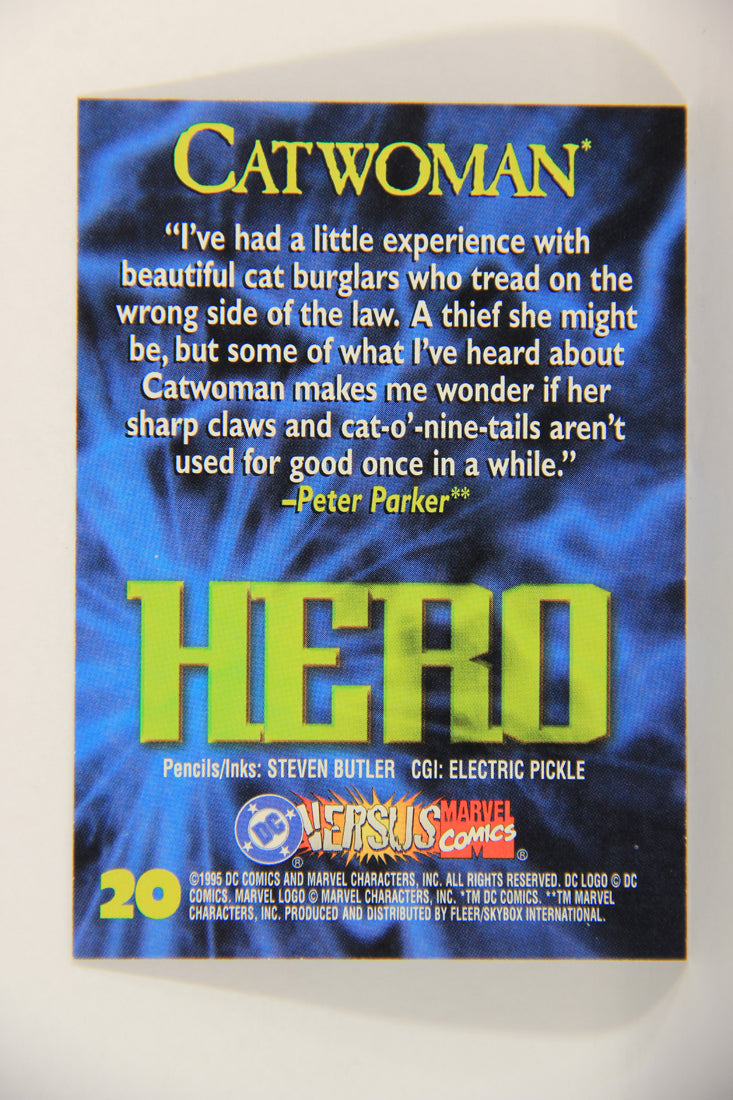 CATWOMAN*
“I’ve had a little experience with
beautiful cat burglars who tread on the
wrong side of the law. A thief she might
be, but some of what I’ve heard about
Catwoman makes me wonder if her
sharp claws and cat-o’-nine-tails aren’t
used for good once in a while.”
–Peter Parker**
HERO
Pencils/Inks: STEVEN BUTLER CGI: ELECTRIC PICKLE
DC ® VERSUS MARVEL COMICS ®
20
©1995 DC COMICS AND MARVEL CHARACTERS, INC. ALL RIGHTS RESERVED. DC LOGO © DC
COMICS. MARVEL LOGO © MARVEL CHARACTERS, INC. *TM DC COMICS. **TM MARVEL
CHARACTERS, INC. PRODUCED AND DISTRIBUTED BY FLEER/SKYBOX INTERNATIONAL.